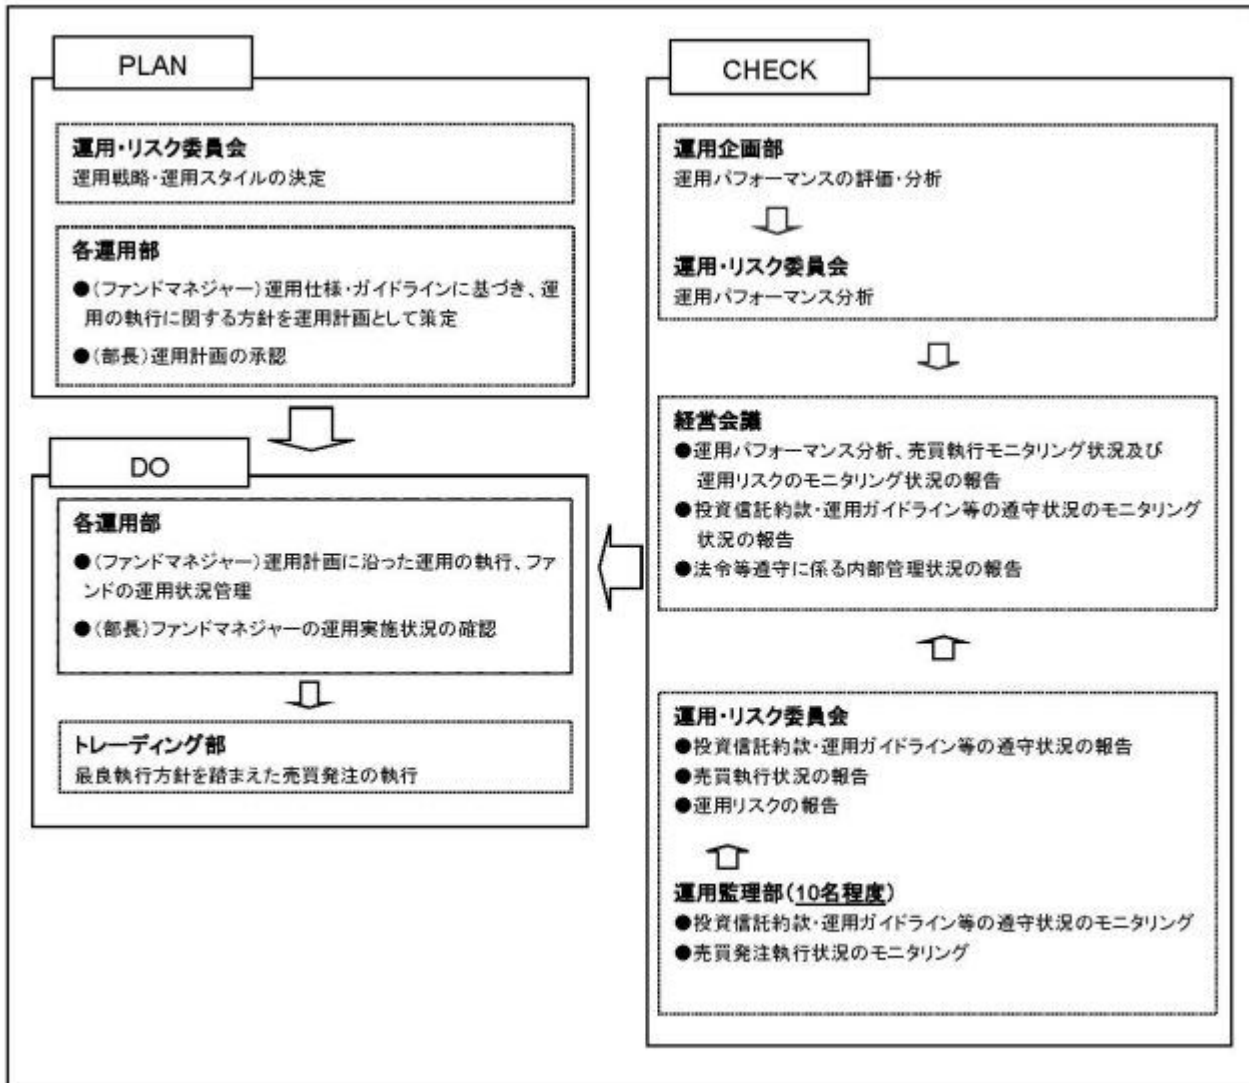 PLAN
運用・リスク委員会
運用戦略・運用スタイルの決定
各運用部
●(ファンドマネジャー)運用仕様・ガイドラインに基づき、運
用の執行に関する方針を運用計画として策定
●(部長)運用計画の承認
DO
各運用部
●(ファンドマネジャー)運用計画に沿った運用の執行、ファ
ンドの運用状況管理
●(部長)ファンドマネジャーの運用実施状況の確認
トレーディング部
最良執行方針を踏まえた売買発注の執行
CHECK
運用企画部
運用パフォーマンスの評価・分析
運用・リスク委員会
運用パフォーマンス分析
経営会議
●運用パフォーマンス分析、売買執行モニタリング状況及び
運用リスクのモニタリング状況の報告
●投資信託約款・運用ガイドライン等の遵守状況のモニタリング
状況の報告
●法令等遵守に係る内部管理状況の報告
運用・リスク委員会
●投資信託約款・運用ガイドライン等の遵守状況の報告
●売買執行状況の報告
●運用リスクの報告
運用監理部(10名程度)
●投資信託約款・運用ガイドライン等の遵守状況のモニタリング
●売買発注執行状況のモニタリング